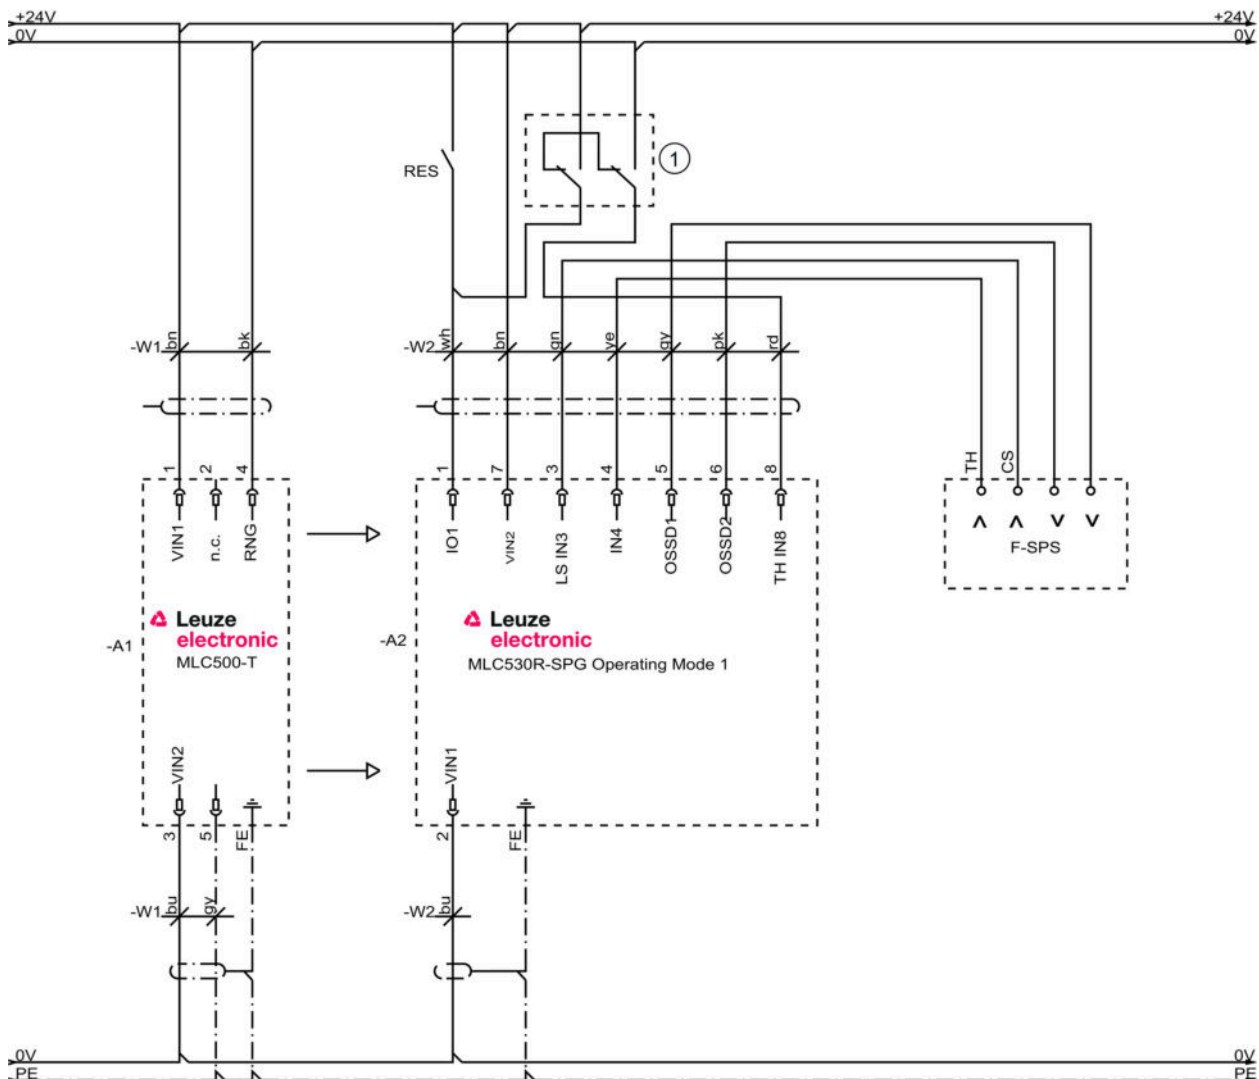 +24V +24V
0V 0V
RES
1
-W1 bn bk
-W2 wh bn gn ye gy pk rd
1 2 4
1 7 3 4 5 6 8
TH CS
VIN1 n.c. RNG
IO1 VIN2 LS IN3 IN4 OSSD1 OSSD2 TH IN8
F-SPS
-A1
Leuze
electronic
MLC500-T
-A2
Leuze
electronic
MLC530R-SPG Operating Mode 1
VIN2
VIN1
3 5 FE
2 FE
-W1 bu gy
-W2 bu
0V 0V
PE PE